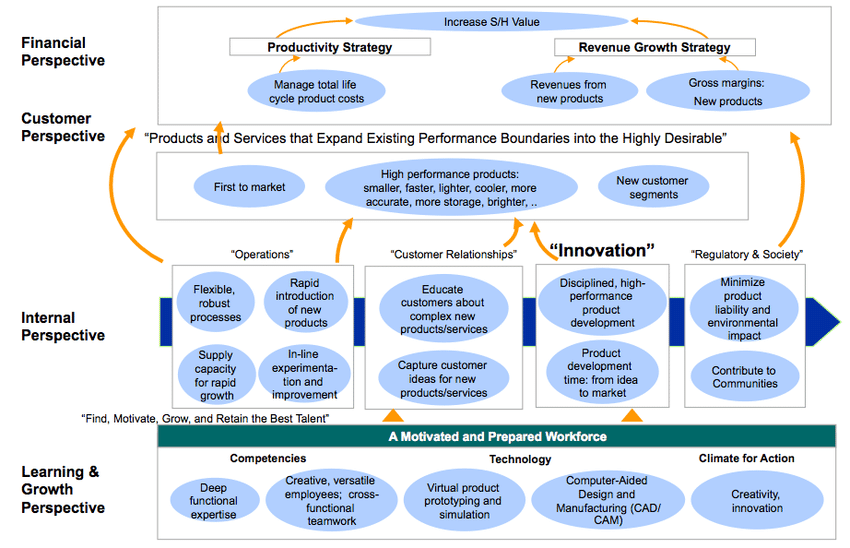 Increase S/H Value
Financial
Perspective
Productivity Strategy
Revenue Growth Strategy
Manage total life
cycle product costs
Revenues from
new products
Gross margins:
New products
Customer
Perspective
“Products and Services that Expand Existing Performance Boundaries into the Highly Desirable”
First to market
High performance products:
smaller, faster, lighter, cooler, more
accurate, more storage, brighter, ..
New customer
segments
“Operations”
“Customer Relationships”
“Innovation”
“Regulatory & Society”
Internal
Perspective
Flexible,
robust
processes
Rapid
introduction
of new
products
Supply
capacity
for rapid
growth
In-line
experimenta-
tion and
improvement
Educate
customers about
complex new
products/services
Capture customer
ideas for new
products/services
Disciplined, high-
performance
product
development
Product
development
time: from idea
to market
Minimize
product
liability and
environmental
impact
Contribute to
Communities
“Find, Motivate, Grow, and Retain the Best Talent”
A Motivated and Prepared Workforce
Learning &
Growth
Perspective
Competencies
Technology
Climate for Action
Deep
functional
expertise
Creative, versatile
employees; cross-
functional
teamwork
Virtual product
prototyping and
simulation
Computer-Aided
Design and
Manufacturing (CAD/
CAM)
Creativity,
innovation